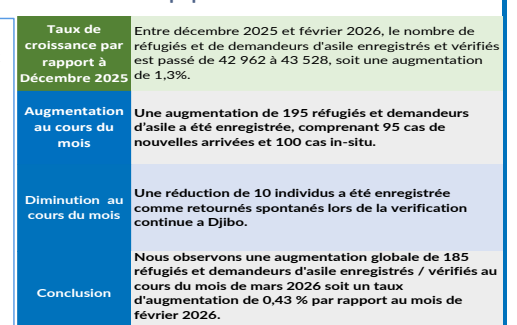 Taux de
croissance par
rapport à
Décembre 2025
Entre décembre 2025 et février 2026, le nombre de
réfugiés et de demandeurs d'asile enregistrés et vérifiés
est passé de 42 962 à 43 528, soit une augmentation
de 1,3%.
Augmentation
au cours du
mois
Une augmentation de 195 réfugiés et demandeurs
d'asile a été enregistrée, comprenant 95 cas de
nouvelles arrivées et 100 cas in-situ.
Diminution au
cours du mois
Une réduction de 10 individus a été enregistrée
comme retournés spontanés lors de la verification
continue a Djibo.
Conclusion
Nous observons une augmentation globale de 185
réfugiés et demandeurs d'asile enregistrés / vérifiés au
cours du mois de mars 2026 soit un taux
d'augmentation de 0,43 % par rapport au mois de
février 2026.